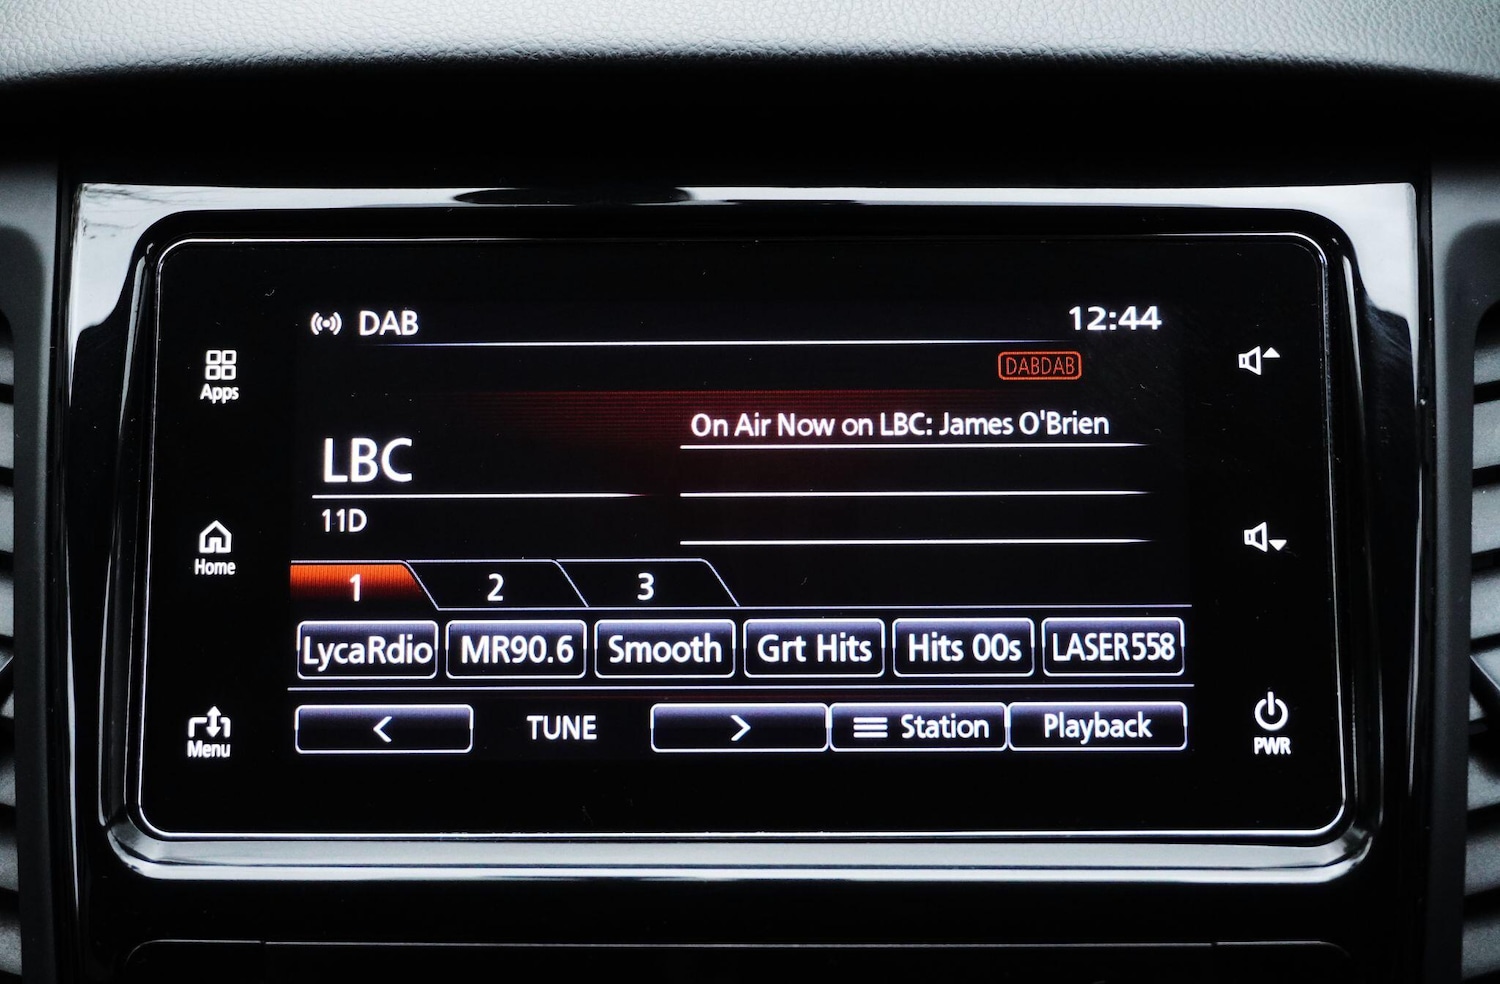 DAB
12:44
Apps
DABDAB
On Air Now on LBC: James O'Brien
LBC
11D
Home
1 2 3
LycaRdio MR90.6 Smooth Grt Hits Hits 00s LASER558
Menu
< TUNE > Station Playback
PWR